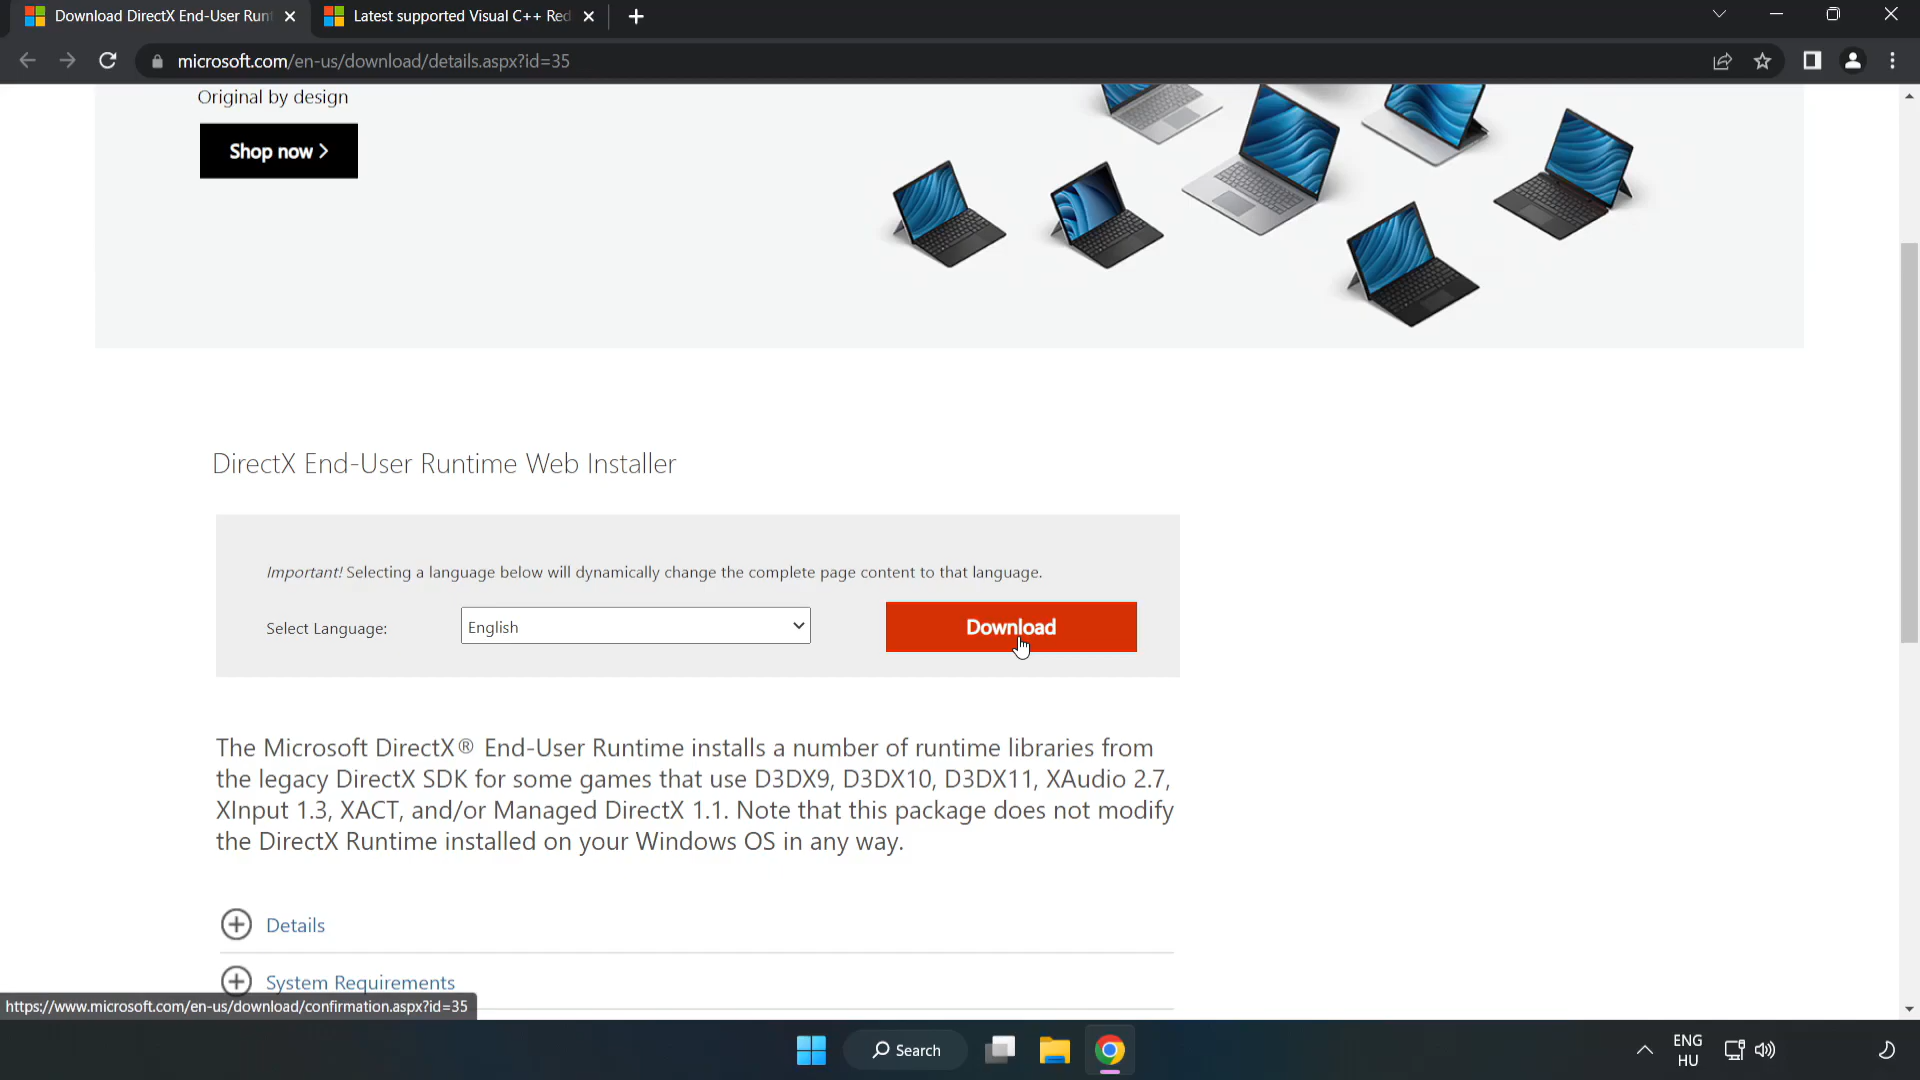 Download DirectX End-User Runt
Latest supported Visual C++ Red
microsoft.com/en-us/download/details.aspx?id=35
Original by design
Shop now >
DirectX End-User Runtime Web Installer
Important! Selecting a language below will dynamically change the complete page content to that language.
Select Language:
English
Download
The Microsoft DirectX® End-User Runtime installs a number of runtime libraries from
the legacy DirectX SDK for some games that use D3DX9, D3DX10, D3DX11, XAudio 2.7,
XInput 1.3, XACT, and/or Managed DirectX 1.1. Note that this package does not modify
the DirectX Runtime installed on your Windows OS in any way.
Details
System Requirements
https://www.microsoft.com/en-us/download/confirmation.aspx?id=35
Search
ENG
HU